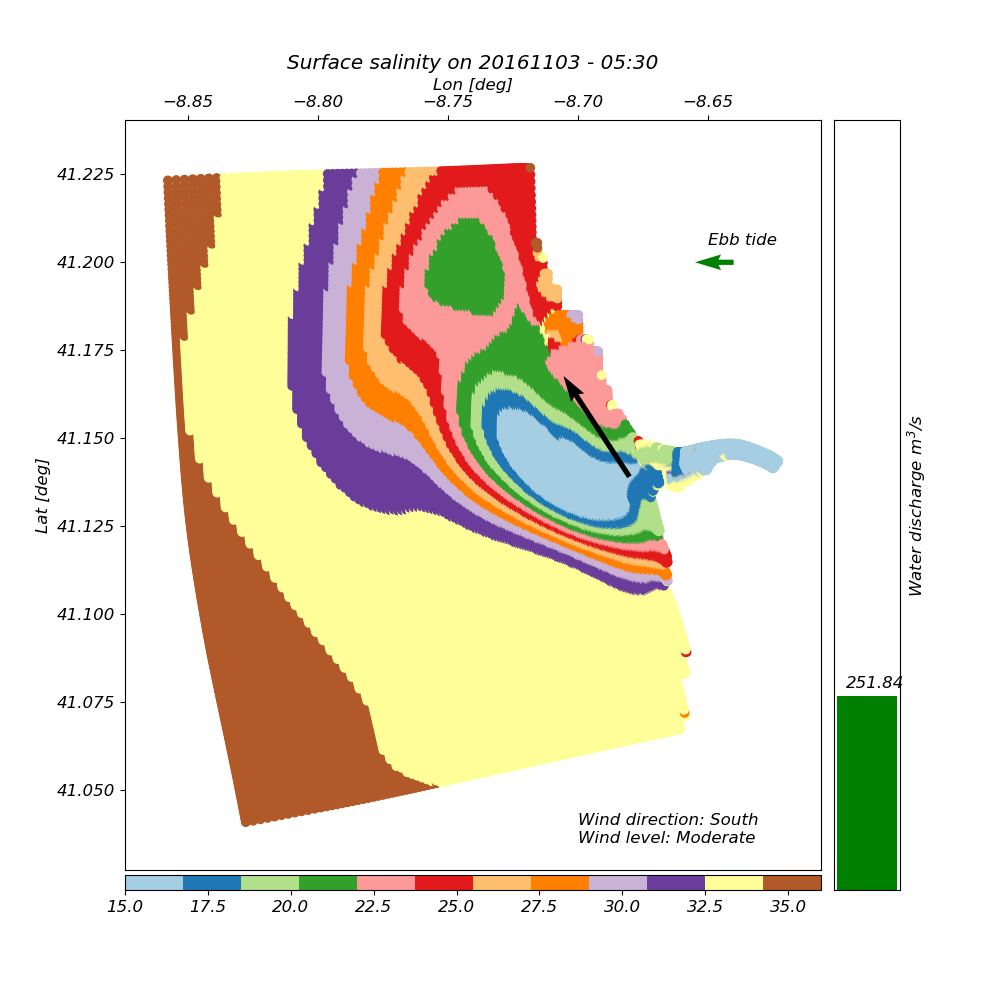 Surface salinity on 20161103 - 05:30
Lon [deg]
−8.85 −8.80 −8.75 −8.70 −8.65
41.225
41.200
41.175
41.150
41.125
41.100
41.075
41.050
Lat [deg]
Ebb tide
Wind direction: South
Wind level: Moderate
15.0 17.5 20.0 22.5 25.0 27.5 30.0 32.5 35.0
251.84
Water discharge m³/s